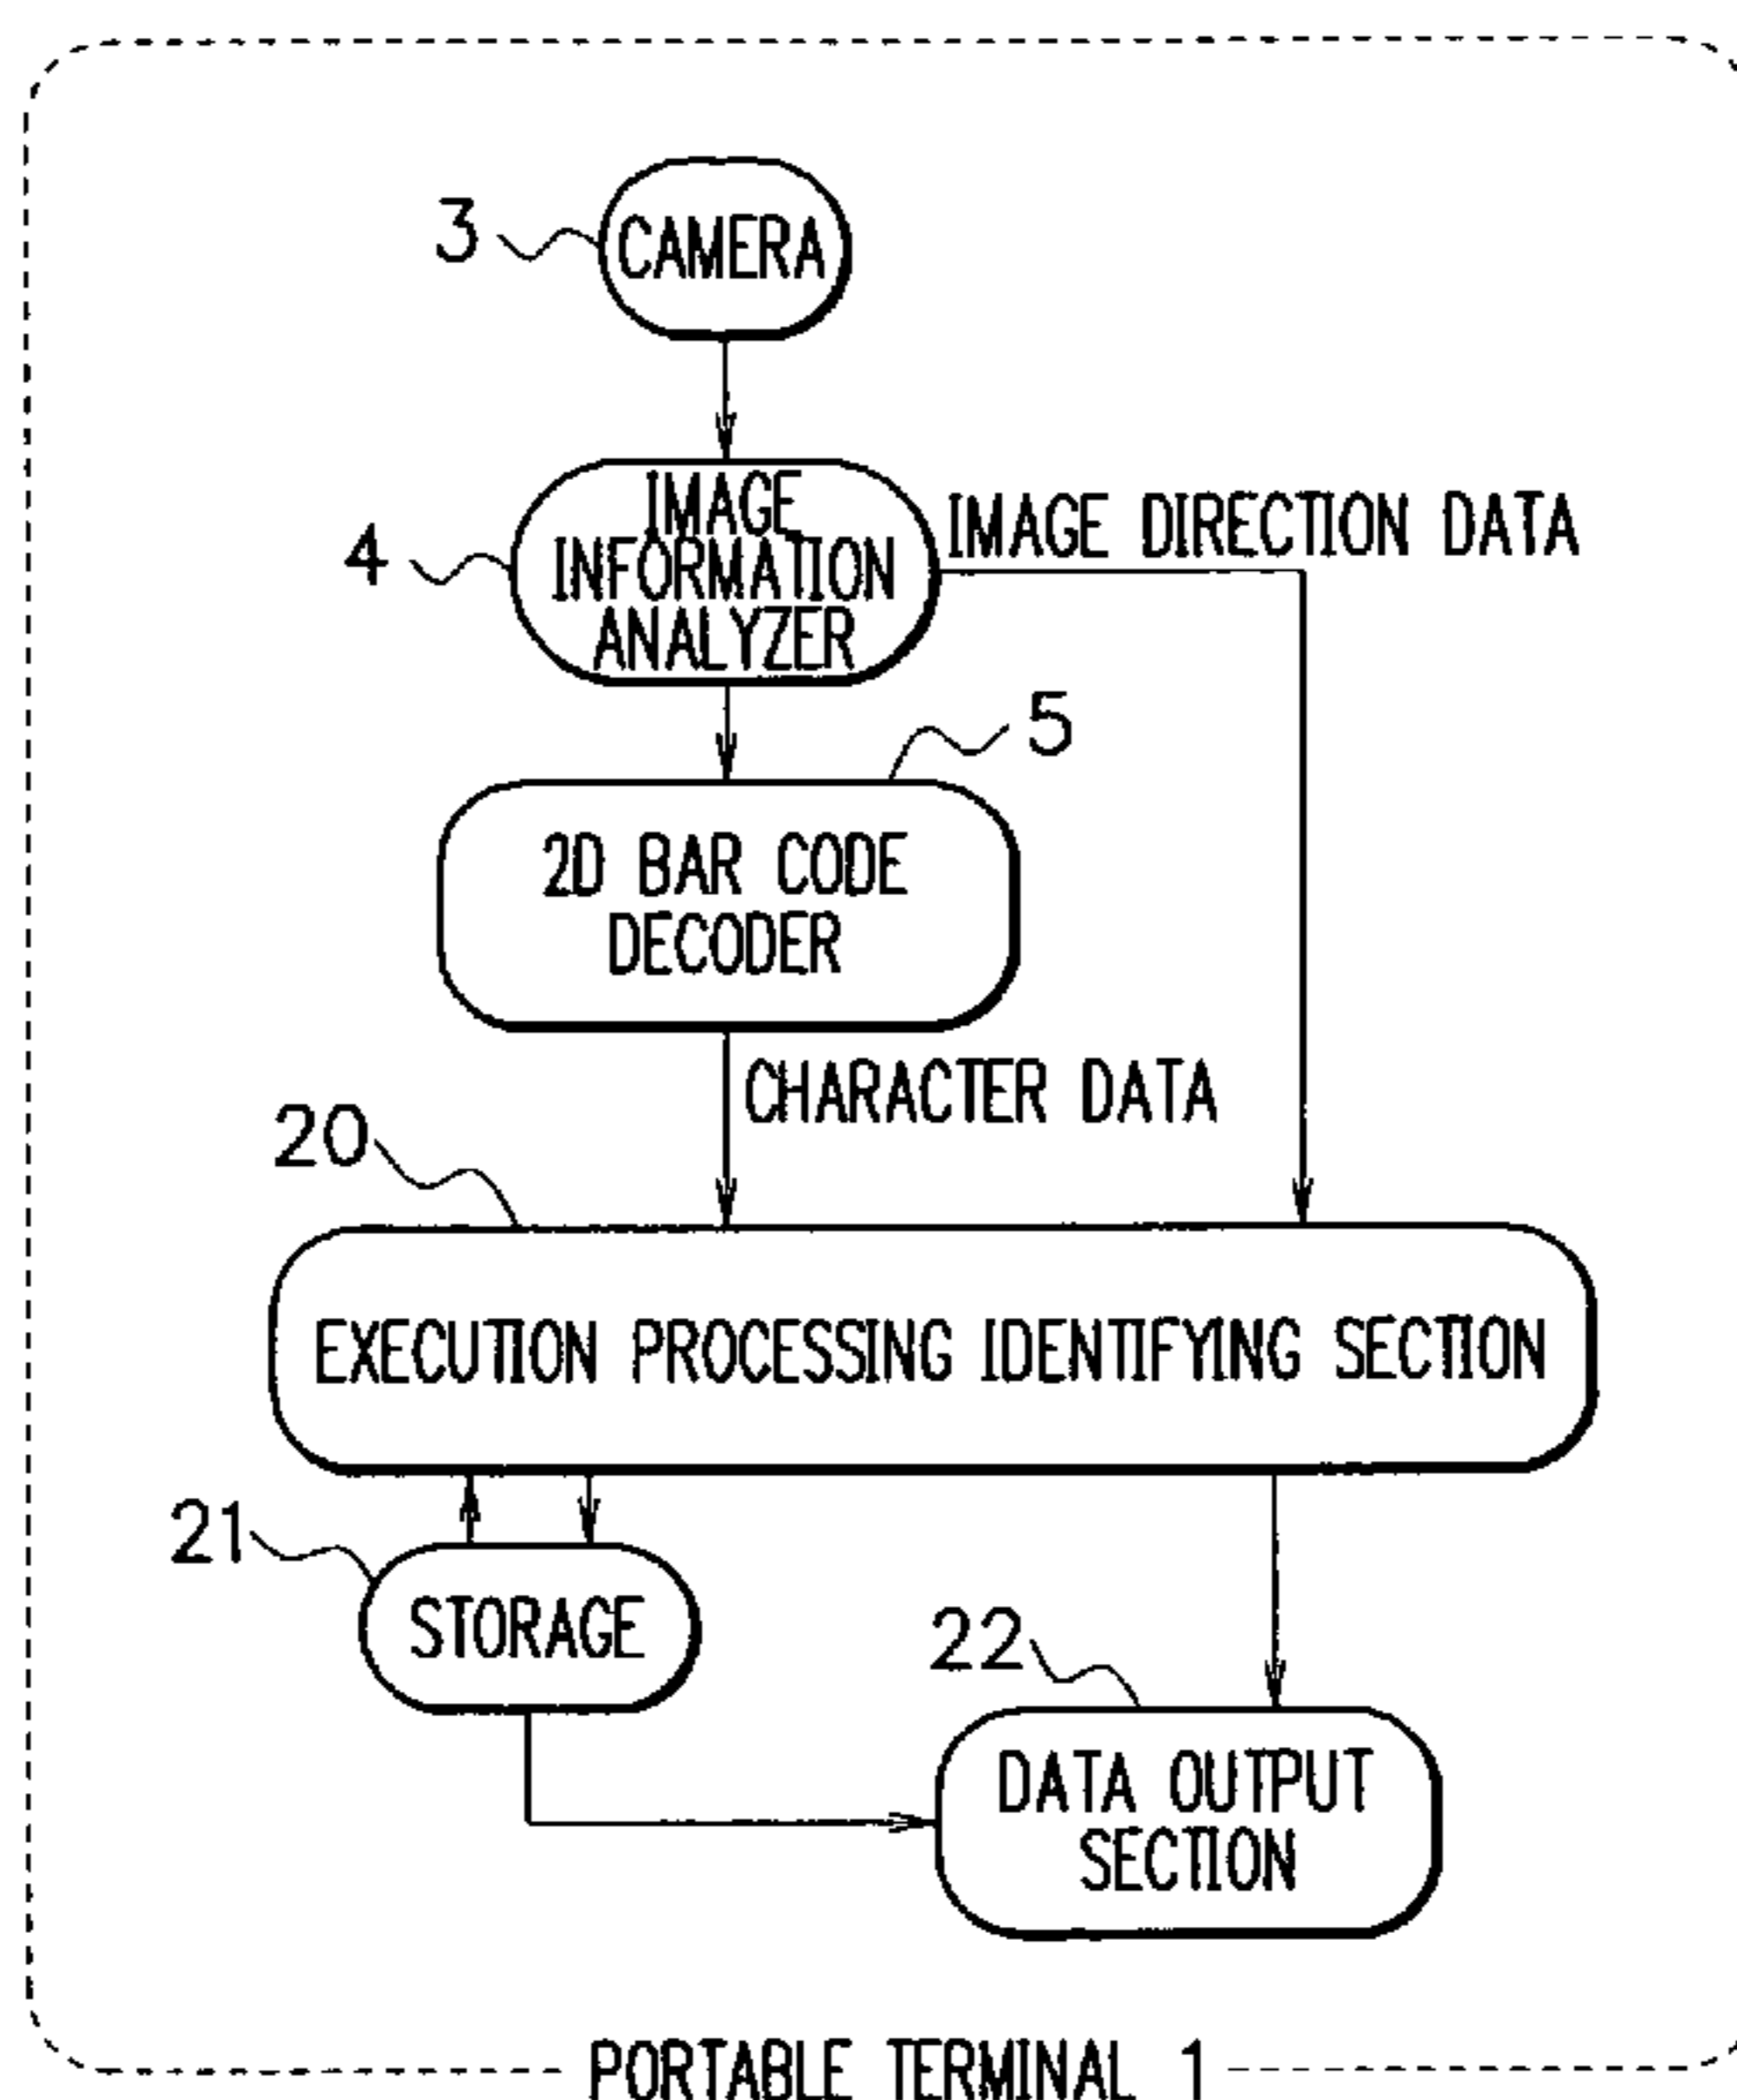 3
CAMERA
4
IMAGE
INFORMATION
ANALYZER
IMAGE DIRECTION DATA
5
2D BAR CODE
DECODER
CHARACTER DATA
20
EXECUTION PROCESSING IDENTIFYING SECTION
21
STORAGE
22
DATA OUTPUT
SECTION
PORTABLE TERMINAL 1